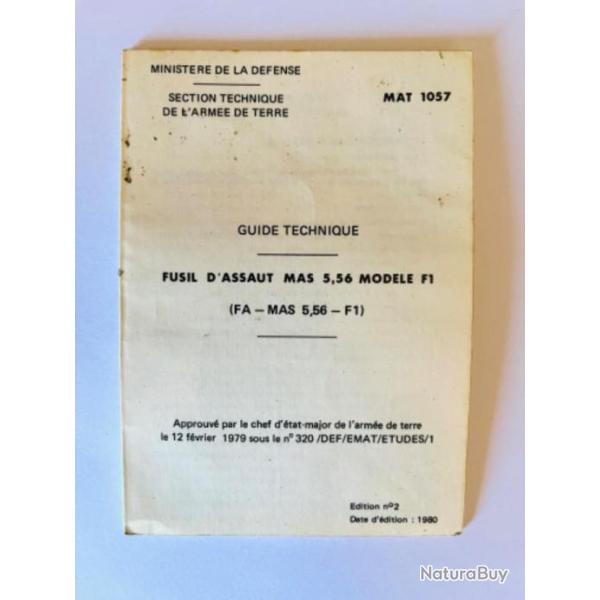 MINISTERE DE LA DEFENSE
SECTION TECHNIQUE
DE L'ARMEE DE TERRE
MAT 1057
GUIDE TECHNIQUE
FUSIL D'ASSAUT MAS 5,56 MODELE F1
(FA – MAS 5,56 – F1)
Approuvé par le chef d'état-major de l'armée de terre
le 12 février 1979 sous le n° 320 /DEF/EMAT/ETUDES/1
Edition n°2
Date d'édition : 1980
NaturaBuy